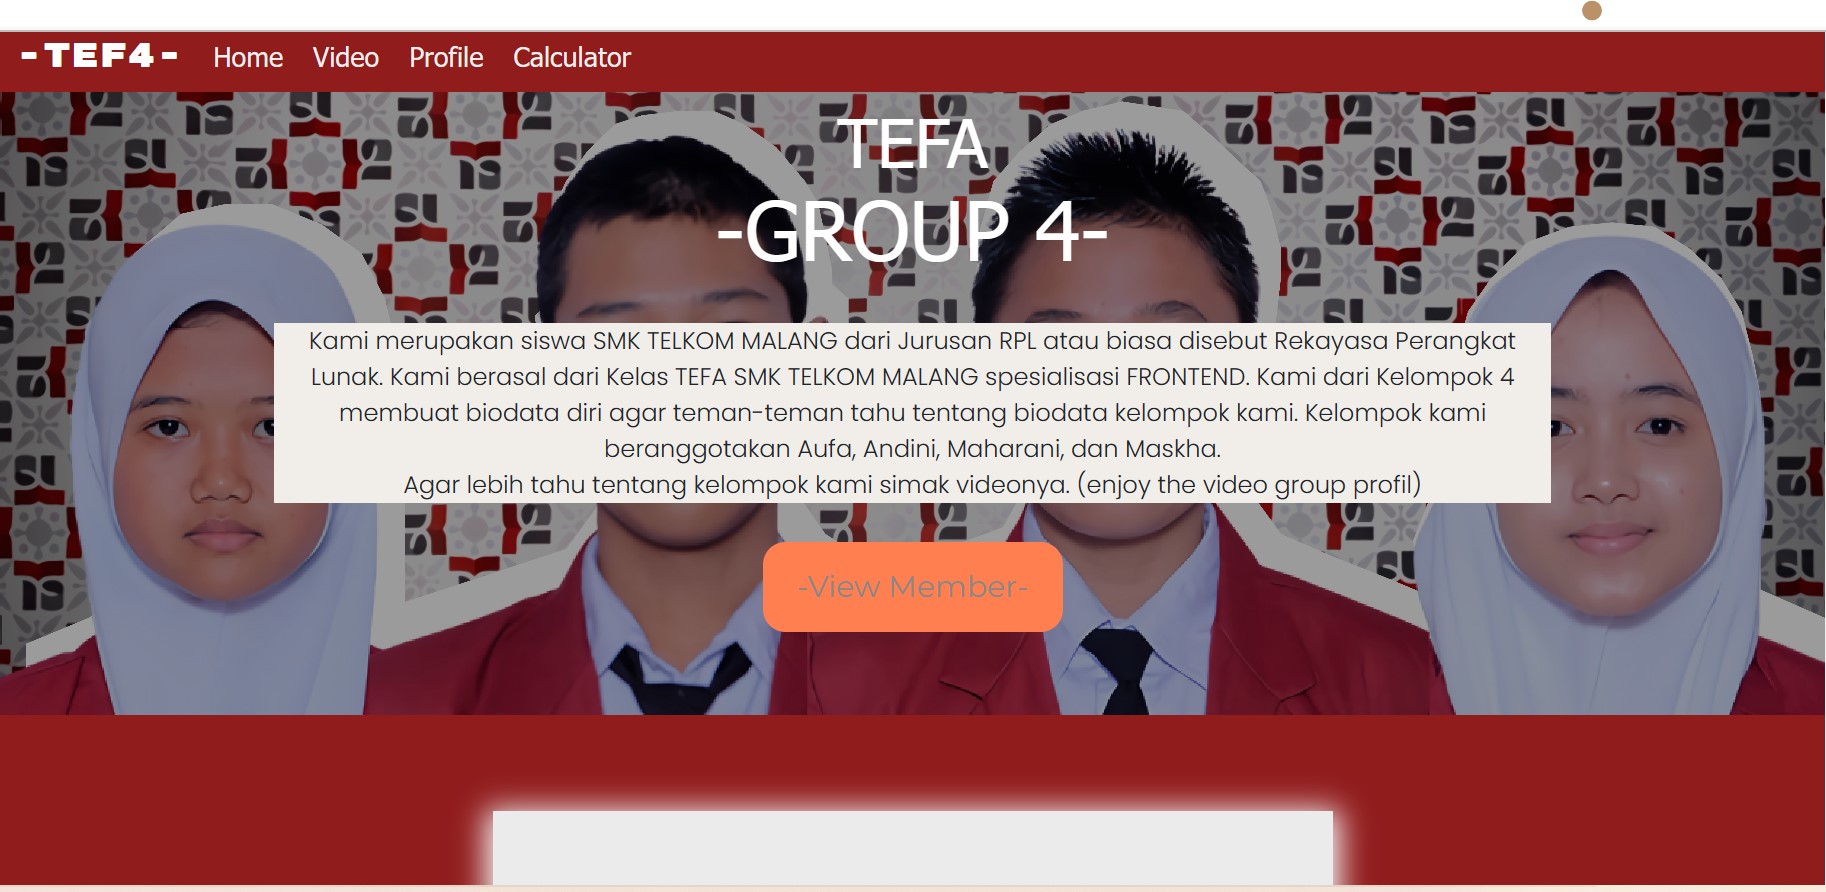 -TEF4- Home Video Profile Calculator
TEFA
-GROUP 4-
Kami merupakan siswa SMK TELKOM MALANG dari Jurusan RPL atau biasa disebut Rekayasa Perangkat
Lunak. Kami berasal dari Kelas TEFA SMK TELKOM MALANG spesialisasi FRONTEND. Kami dari Kelompok 4
membuat biodata diri agar teman-teman tahu tentang biodata kelompok kami. Kelompok kami
beranggotakan Aufa, Andini, Maharani, dan Maskha.
Agar lebih tahu tentang kelompok kami simak videonya. (enjoy the video group profil)
-View Member-